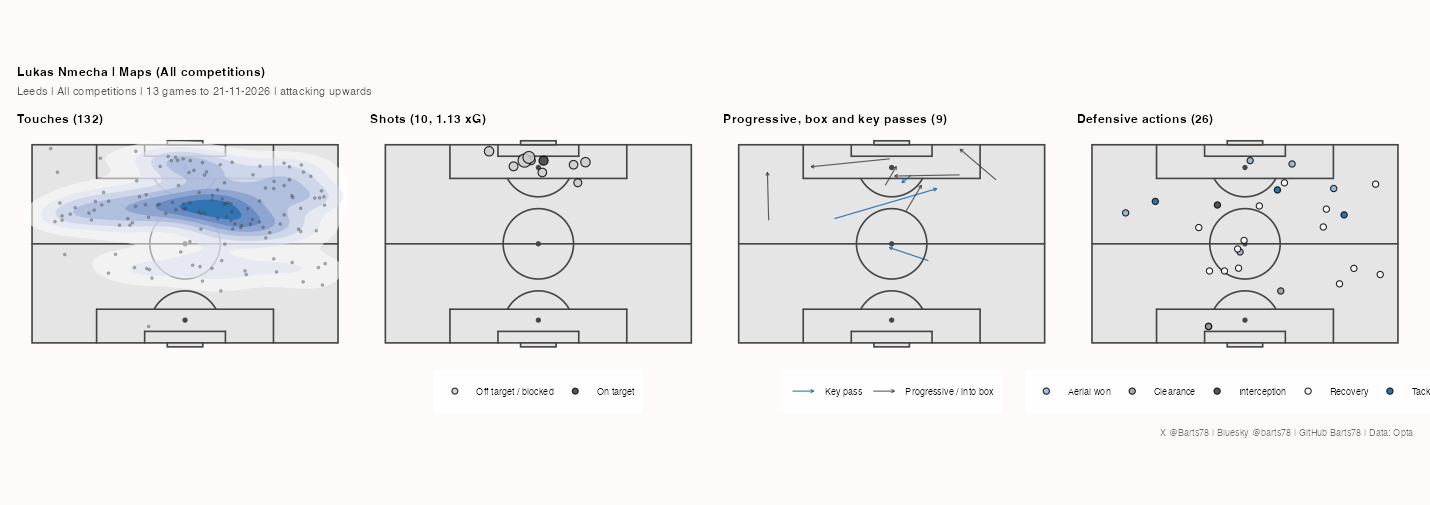 Lukas Nmecha | Maps (All competitions)
Leeds | All competitions | 13 games to 21-11-2026 | attacking upwards
Touches (132)
Shots (10, 1.13 xG)
Progressive, box and key passes (9)
Defensive actions (26)
Off target / blocked
On target
Key pass
Progressive / Into box
Aerial won
Clearance
Interception
Recovery
Tack
X @Barts78 | Bluesky @barts78 | GitHub Barts78 | Data: Opta